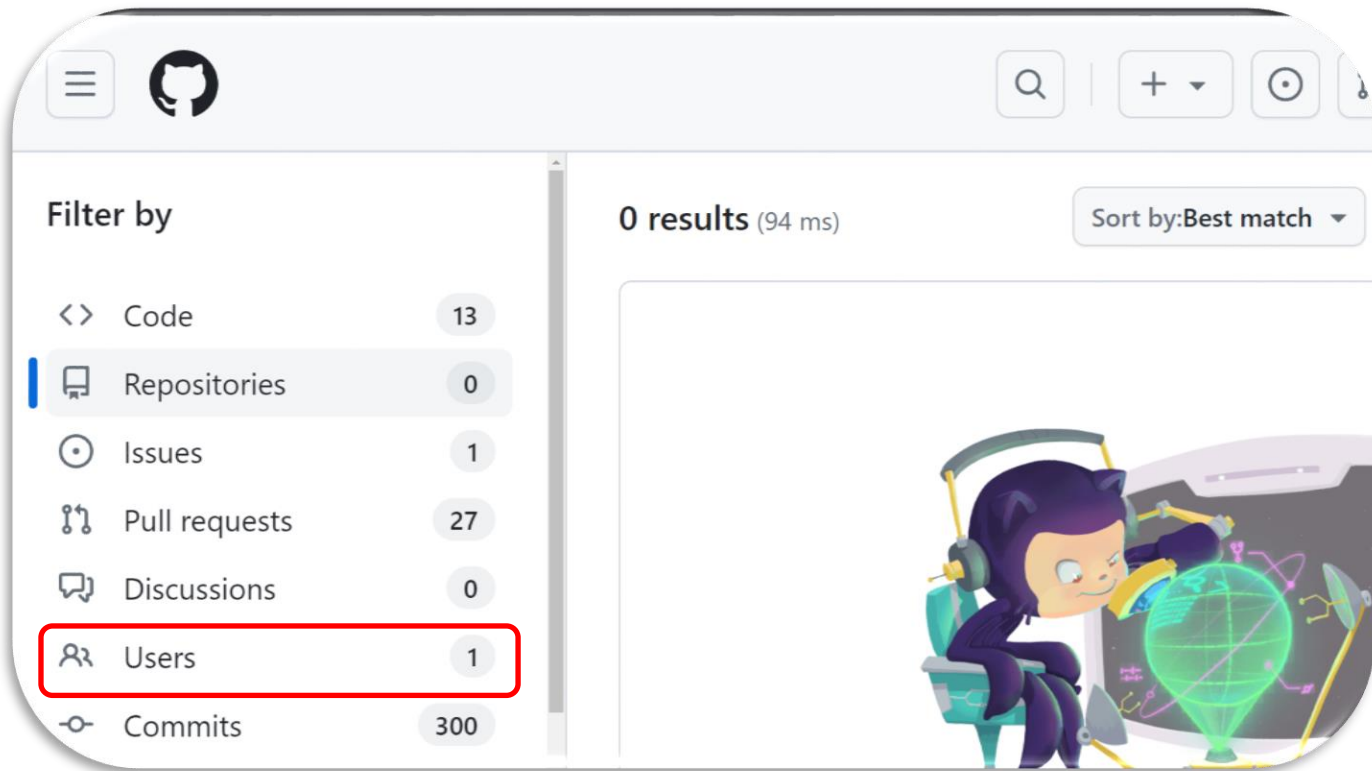 Filter by
Code 13
Repositories 0
Issues 1
Pull requests 27
Discussions 0
Users 1
Commits 300
0 results (94 ms)
Sort by:Best match